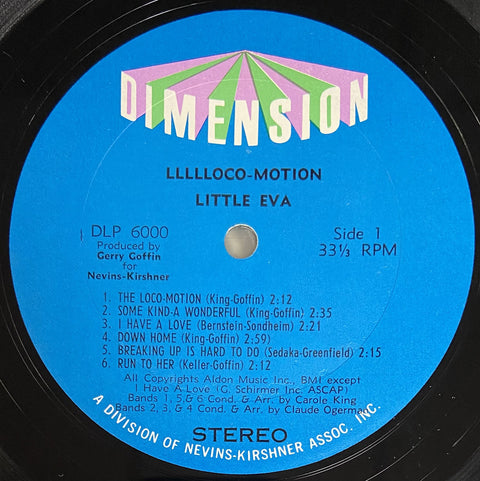 DIMENSION
LLLLLOCO-MOTION
LITTLE EVA
DLP 6000
Produced by
Gerry Goffin
for
Nevins-Kirshner
Side 1
33⅓ RPM
1. THE LOCO-MOTION (King-Goffin) 2:12
2. SOME KIND-A WONDERFUL (King-Goffin) 2:35
3. I HAVE A LOVE (Bernstein-Sondheim) 2:21
4. DOWN HOME (King-Goffin) 2:59)
5. BREAKING UP IS HARD TO DO (Sedaka-Greenfield) 2:15
6. RUN TO HER (Keller-Goffin) 2:12
All Copyrights Aldon Music Inc., BMI except
I Have A Love (G. Schirmer Inc. ASCAP)
Bands 1, 5 & 6 Cond. & Arr. by Carole King
Bands 2, 3, & 4 Cond. & Arr. by Claude Ogerman
STEREO
A DIVISION OF NEVINS-KIRSHNER ASSOC. INC.